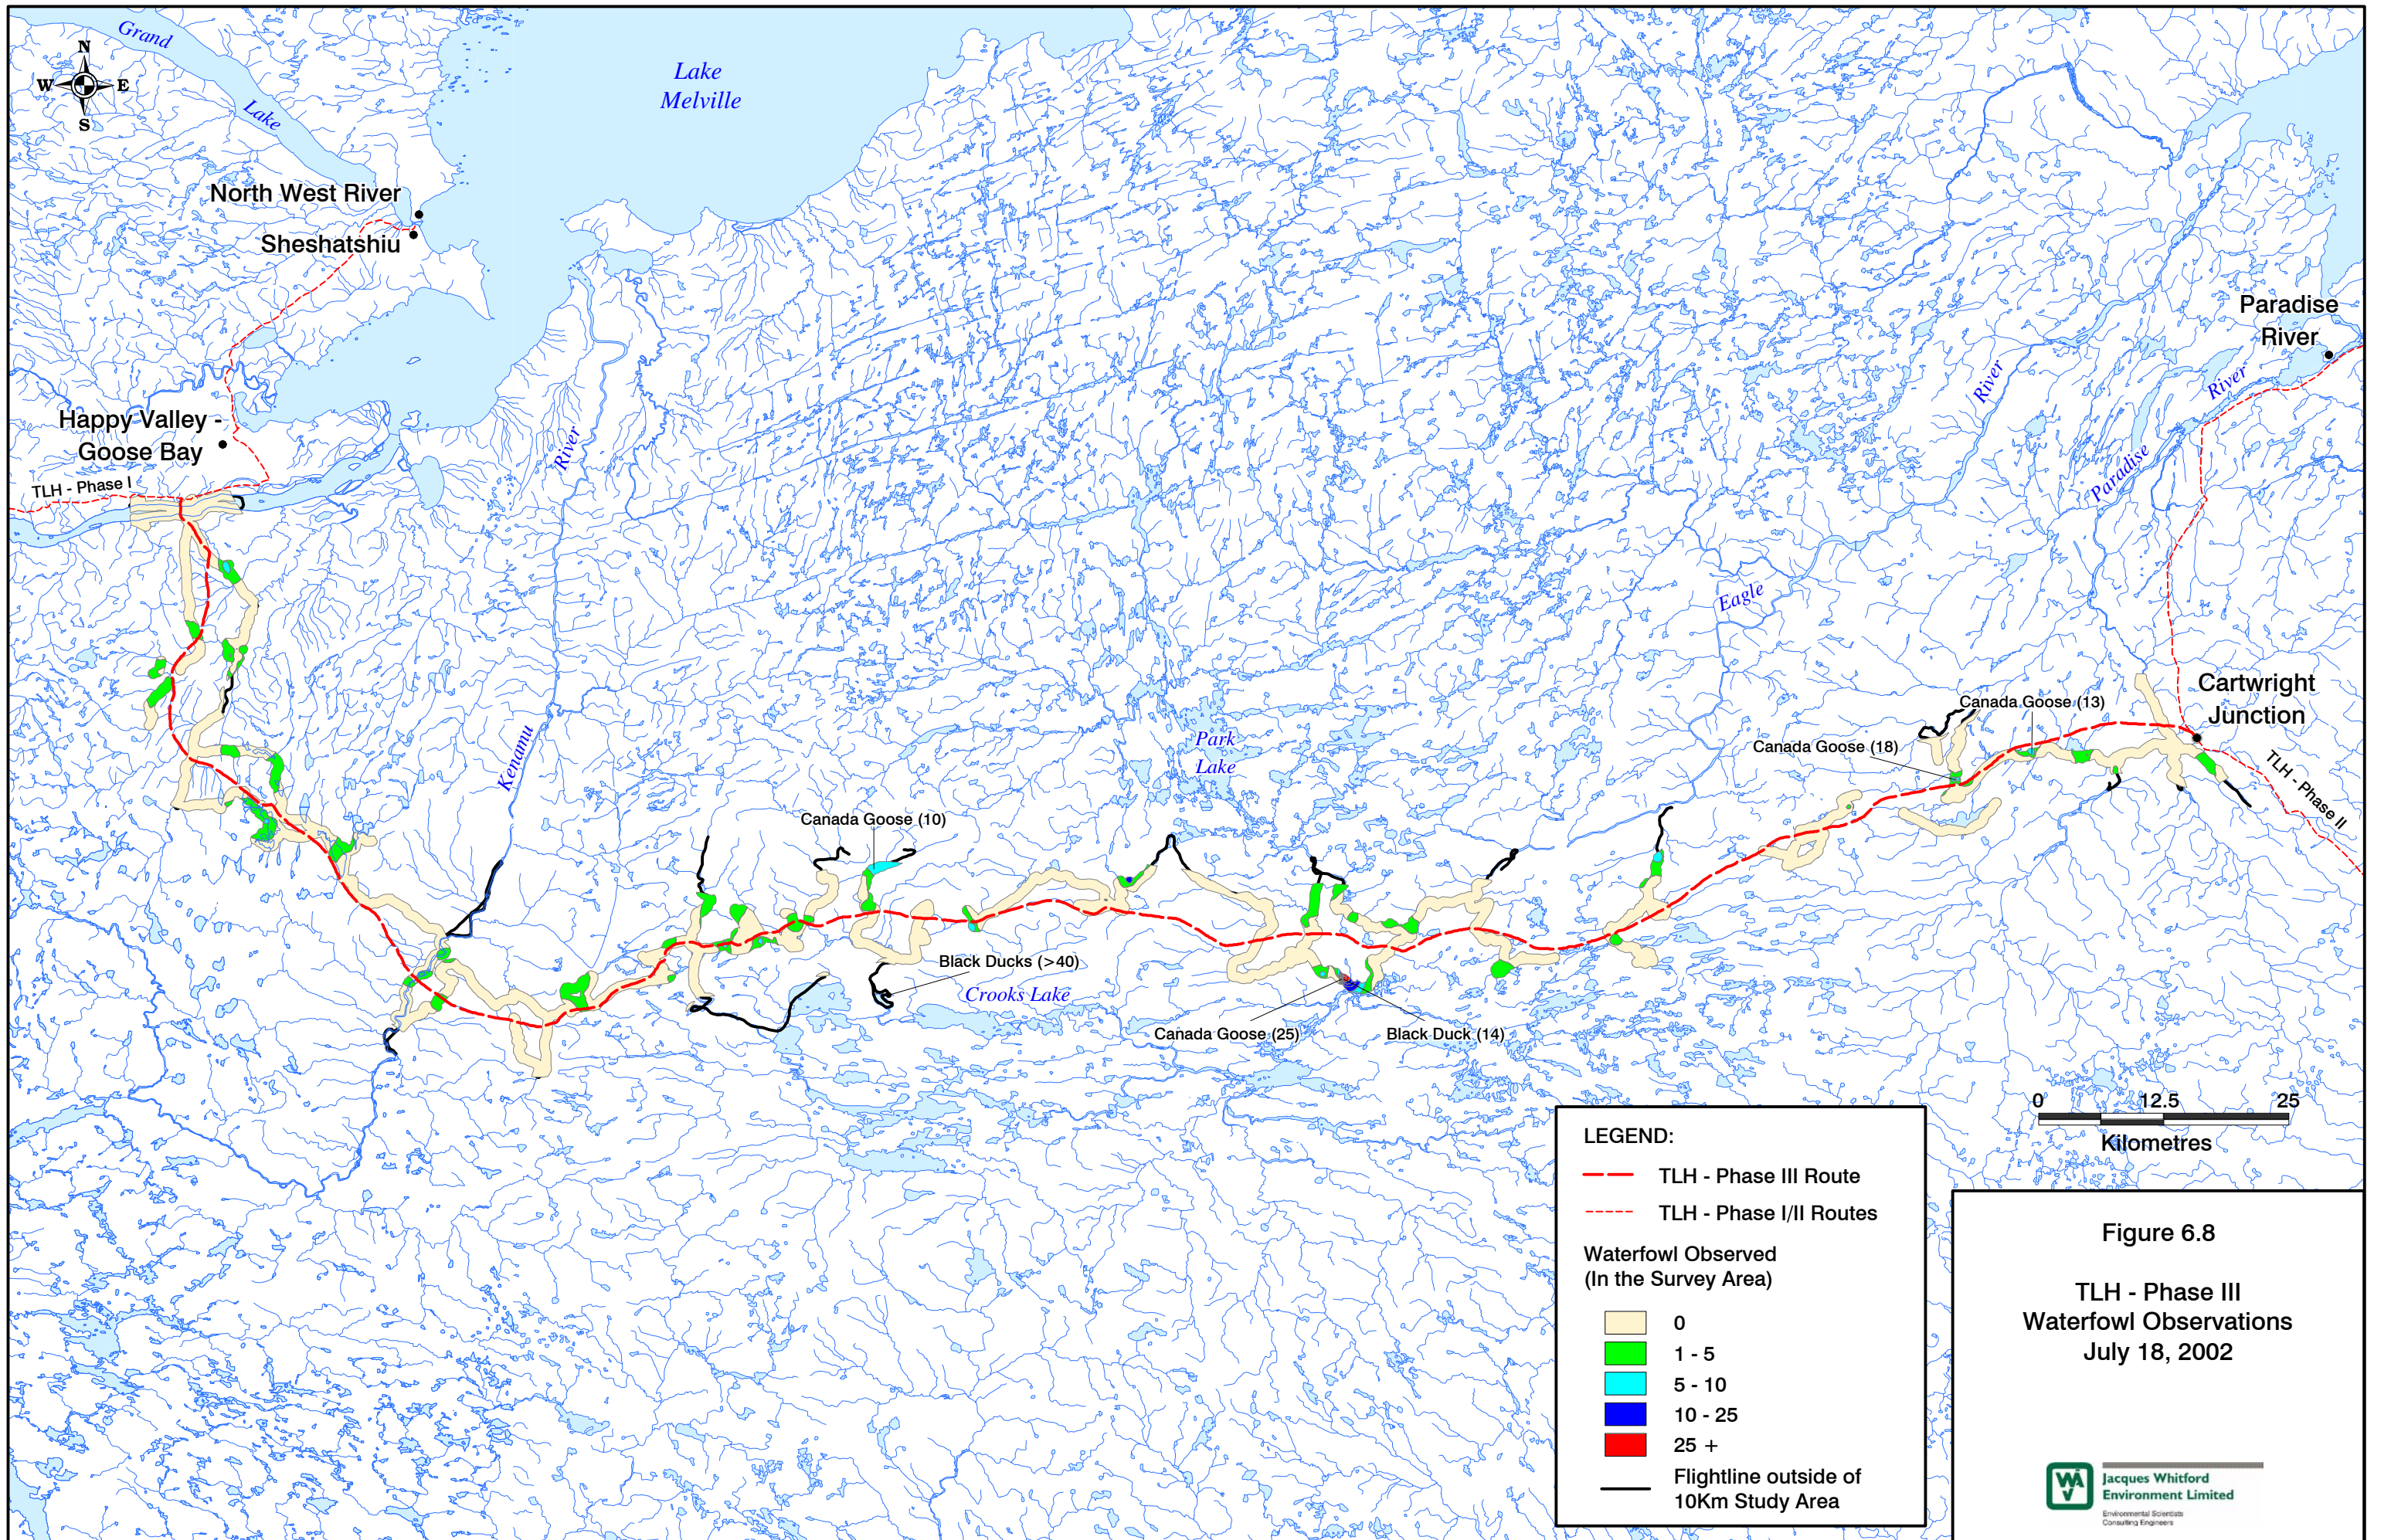 Grand
Lake
N
W E
S
Lake
Melville
North West River
Sheshatshiu
Paradise
River
Happy Valley -
Goose Bay
TLH - Phase I
River
River
River
Paradise
Eagle
Kenamu
Park
Lake
Cartwright
Junction
Canada Goose (13)
Canada Goose (18)
TLH - Phase II
Canada Goose (10)
Black Ducks (>40)
Crooks Lake
Canada Goose (25)
Black Duck (14)
0 12.5 25
Kilometres
LEGEND:
TLH - Phase III Route
TLH - Phase I/II Routes
Waterfowl Observed
(In the Survey Area)
0
1 - 5
5 - 10
10 - 25
25 +
Flightline outside of
10Km Study Area
Figure 6.8
TLH - Phase III
Waterfowl Observations
July 18, 2002
Jacques Whitford
Environment Limited
Environmental Scientists
Consulting Engineers